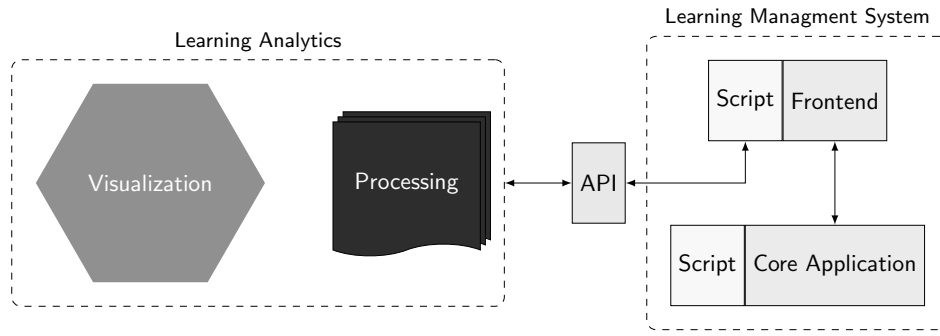 Learning Managment System
Learning Analytics
Script Frontend
Visualization
Processing
API
Script Core Application